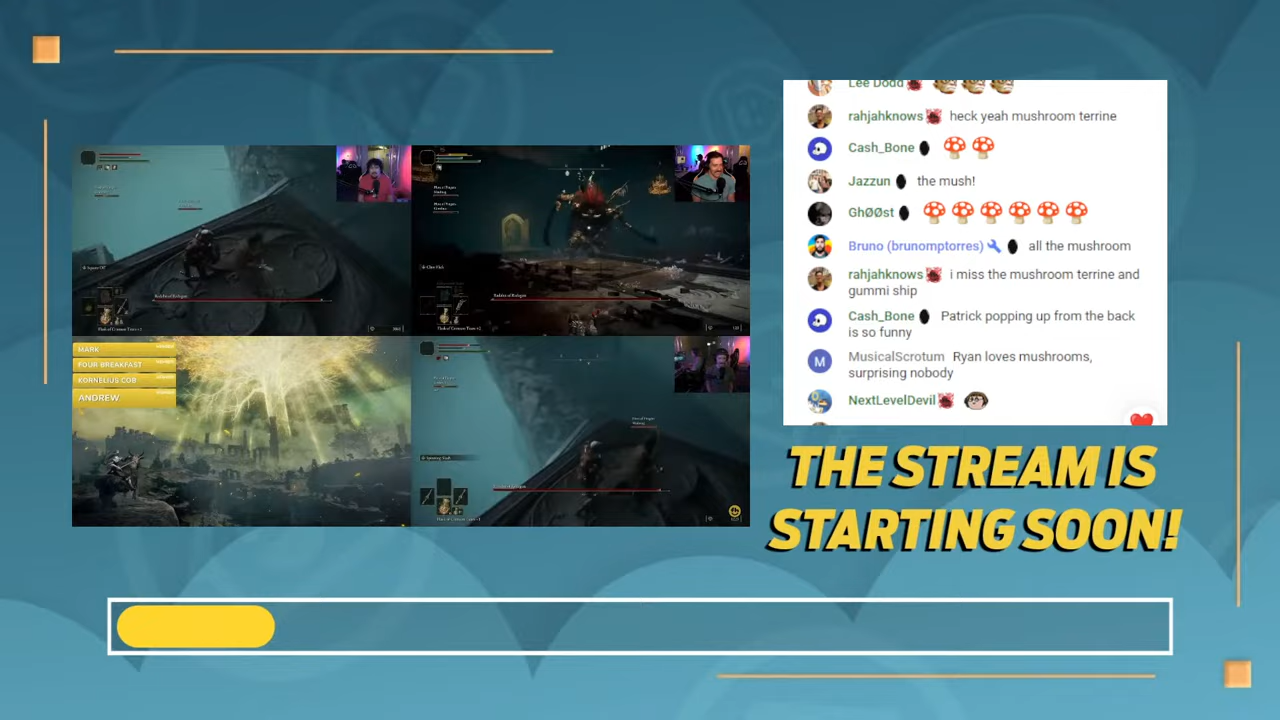 MARK
FOUR BREAKFAST
KORNELIUS COB
ANDREW
Lee Dodd
rahjahknows heck yeah mushroom terrine
Cash_Bone
Jazzun the mush!
GhØØst
Bruno (brunomptorres) all the mushroom
rahjahknows i miss the mushroom terrine and
gummi ship
Cash_Bone Patrick popping up from the back
is so funny
M
MusicalScrotum Ryan loves mushrooms,
surprising nobody
NextLevelDevil
THE STREAM IS
STARTING SOON!